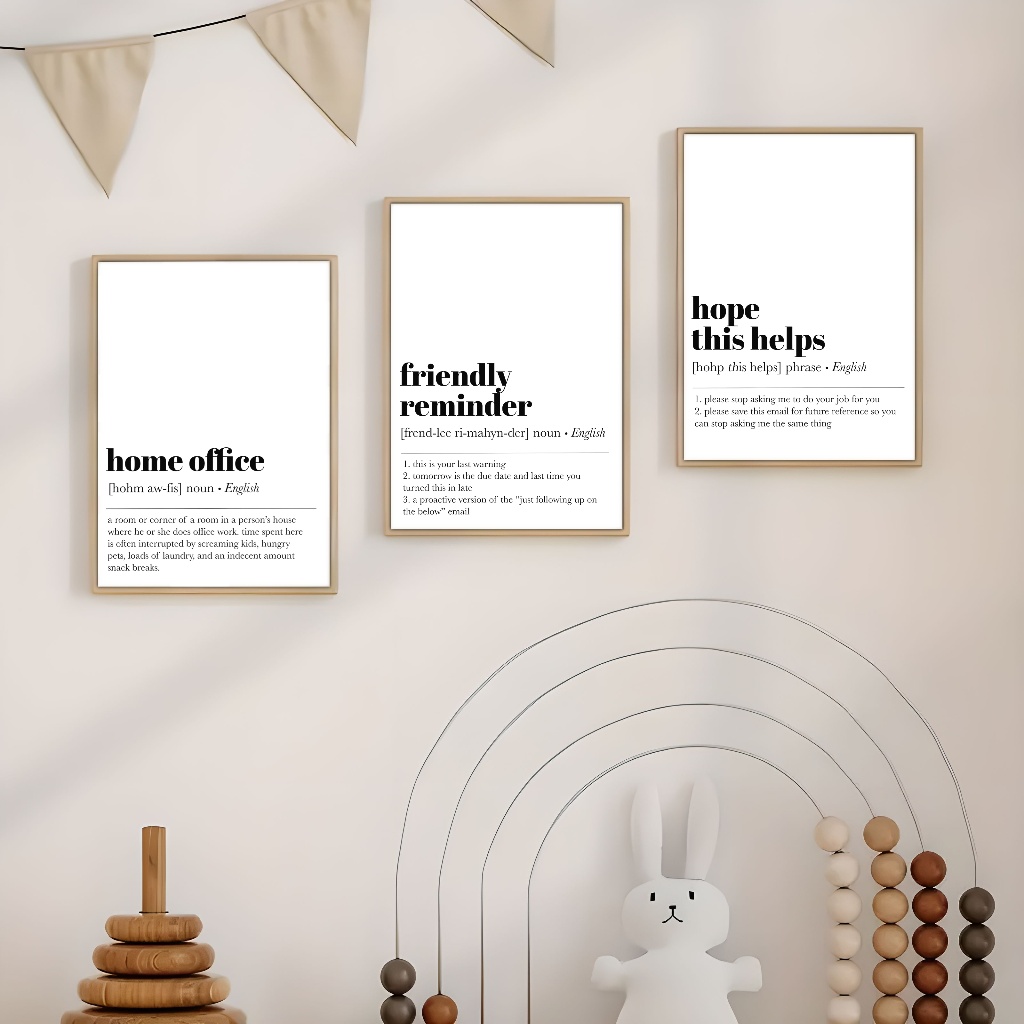 home office
[hohm aw-fis] noun • English
a room or corner of a room in a person's house
where he or she does office work. time spent here
is often interrupted by screaming kids, hungry
pets, loads of laundry, and an indecent amount
snack breaks.
friendly
reminder
[frend-lee ri-mahyn-der] noun • English
1. this is your last warning
2. tomorrow is the due date and last time you
turned this in late
3. a proactive version of the "just following up on
the below" email
hope
this helps
[hohp this helps] phrase • English
1. please stop asking me to do your job for you
2. please save this email for future reference so you
can stop asking me the same thing